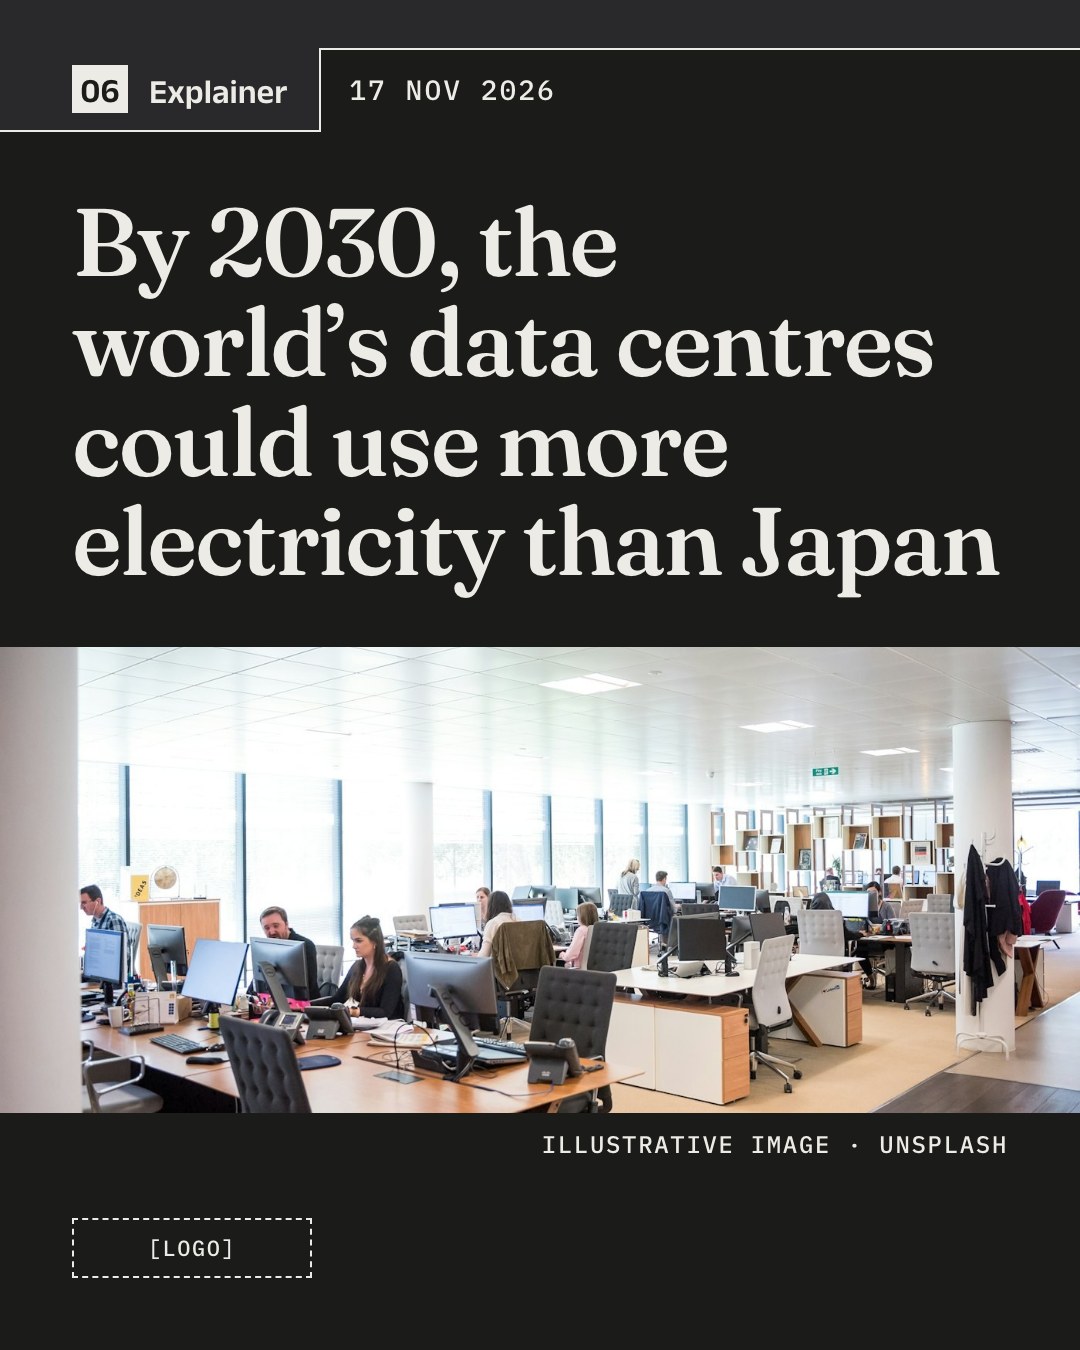 06 Explainer
17 NOV 2026
By 2030, the
world’s data centres
could use more
electricity than Japan
IDEAS
ILLUSTRATIVE IMAGE · UNSPLASH
[LOGO]